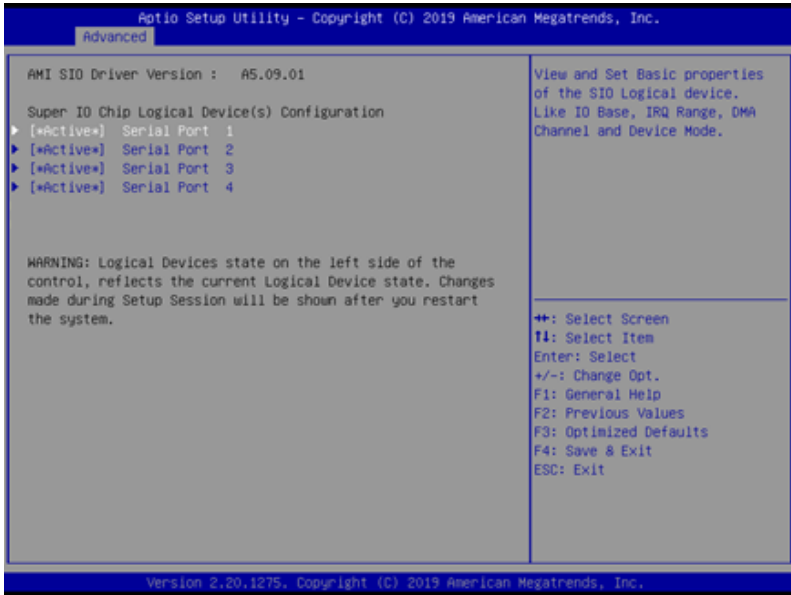 Aptio Setup Utility – Copyright (C) 2019 American Megatrends, Inc.
Advanced
AMI SIO Driver Version : A5.09.01
Super IO Chip Logical Device(s) Configuration
[*Active*] Serial Port 1
[*Active*] Serial Port 2
[*Active*] Serial Port 3
[*Active*] Serial Port 4
WARNING: Logical Devices state on the left side of the
control, reflects the current Logical Device state. Changes
made during Setup Session will be shown after you restart
the system.
View and Set Basic properties
of the SIO Logical device.
Like IO Base, IRQ Range, DMA
Channel and Device Mode.
→←: Select Screen
↑↓: Select Item
Enter: Select
+/-: Change Opt.
F1: General Help
F2: Previous Values
F3: Optimized Defaults
F4: Save & Exit
ESC: Exit
Version 2.20.1275. Copyright (C) 2019 American Megatrends, Inc.